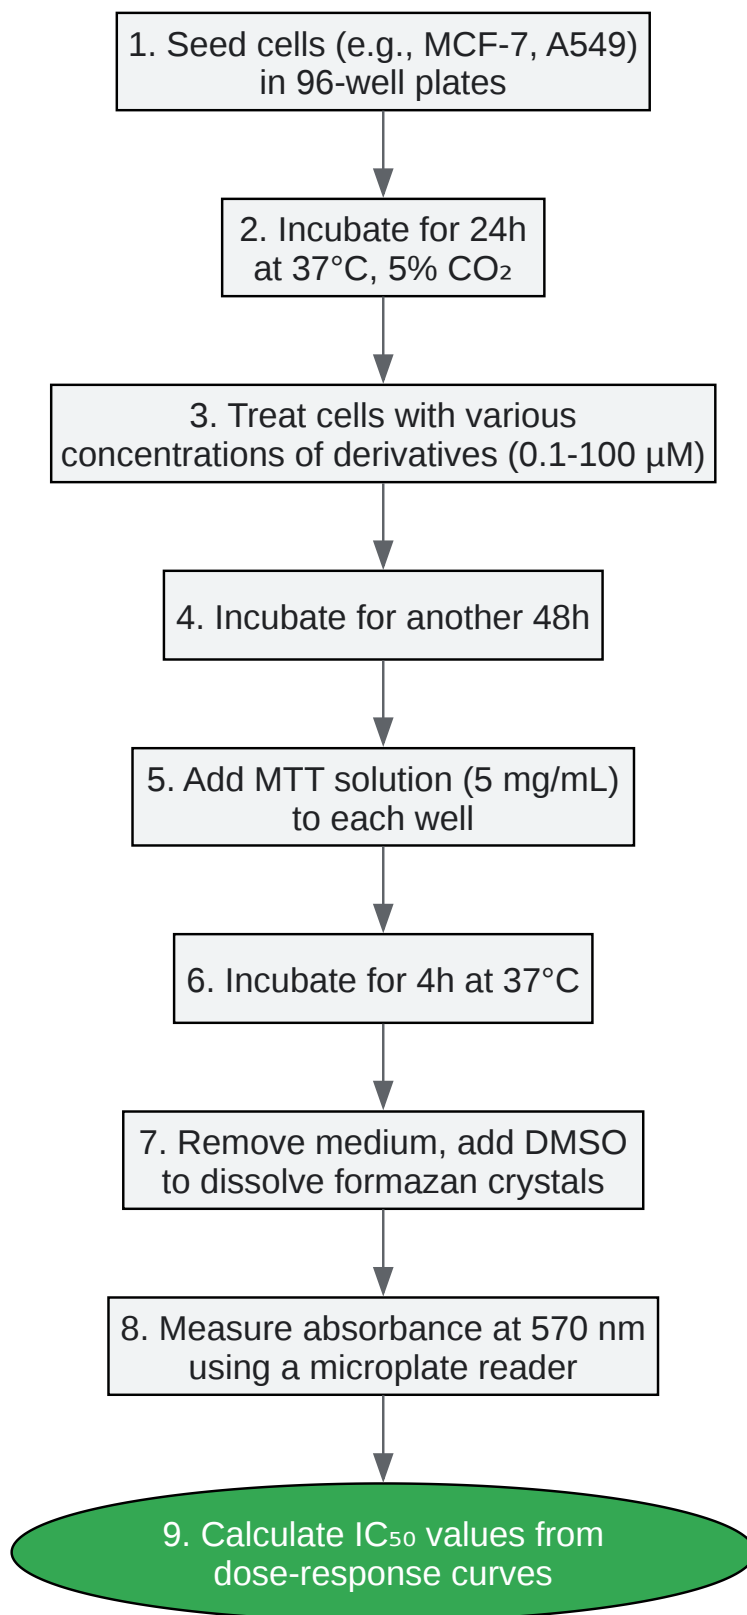 1. Seed cells (e.g., MCF-7, A549)
in 96-well plates
2. Incubate for 24h
at 37°C, 5% CO₂
3. Treat cells with various
concentrations of derivatives (0.1-100 µM)
4. Incubate for another 48h
5. Add MTT solution (5 mg/mL)
to each well
6. Incubate for 4h at 37°C
7. Remove medium, add DMSO
to dissolve formazan crystals
8. Measure absorbance at 570 nm
using a microplate reader
9. Calculate IC₅₀ values from
dose-response curves